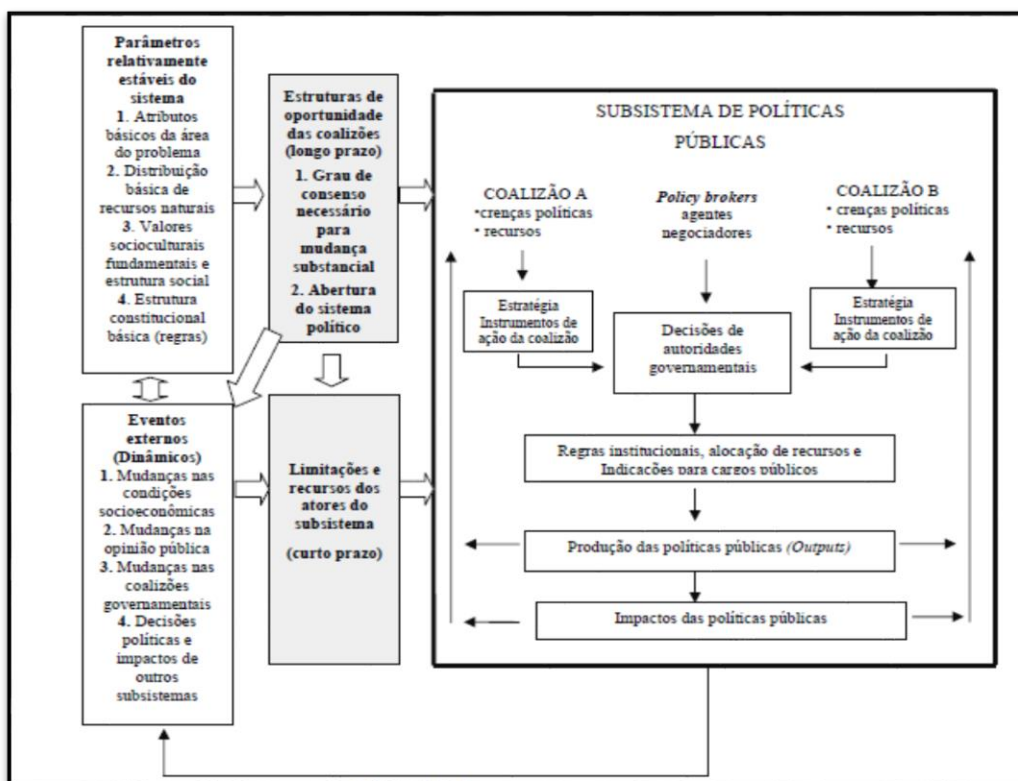 Parâmetros
relativamente
estáveis do
sistema
1. Atributos
básicos da área
do problema
2. Distribuição
básica de
recursos naturais
3. Valores
socioculturais
fundamentais e
estrutura social
4. Estrutura
constitucional
básica (regras)
Estruturas de
oportunidade
das coalizões
(longo prazo)
1. Grau de
consenso
necessário
para
mudança
substancial
2. Abertura
do sistema
político
Eventos
externos
(Dinâmicos)
1. Mudanças nas
condições
socioeconômicas
2. Mudanças na
opinião pública
3. Mudanças nas
coalizões
governamentais
4. Decisões
políticas e
impactos de
outros
subsistemas
Limitações e
recursos dos
atores do
subsistema
(curto prazo)
SUBSISTEMA DE POLÍTICAS
PÚBLICAS
COALIZÃO A
•crenças políticas
• recursos
Policy brokers
agentes
negociadores
COALIZÃO B
• crenças políticas
• recursos
Estratégia
Instrumentos de
ação da coalizão
Decisões de
autoridades
governamentais
Estratégia
Instrumentos de
ação da coalizão
Regras institucionais, alocação de recursos e
Indicações para cargos públicos
Produção das políticas públicas (Outputs)
Impactos das políticas públicas